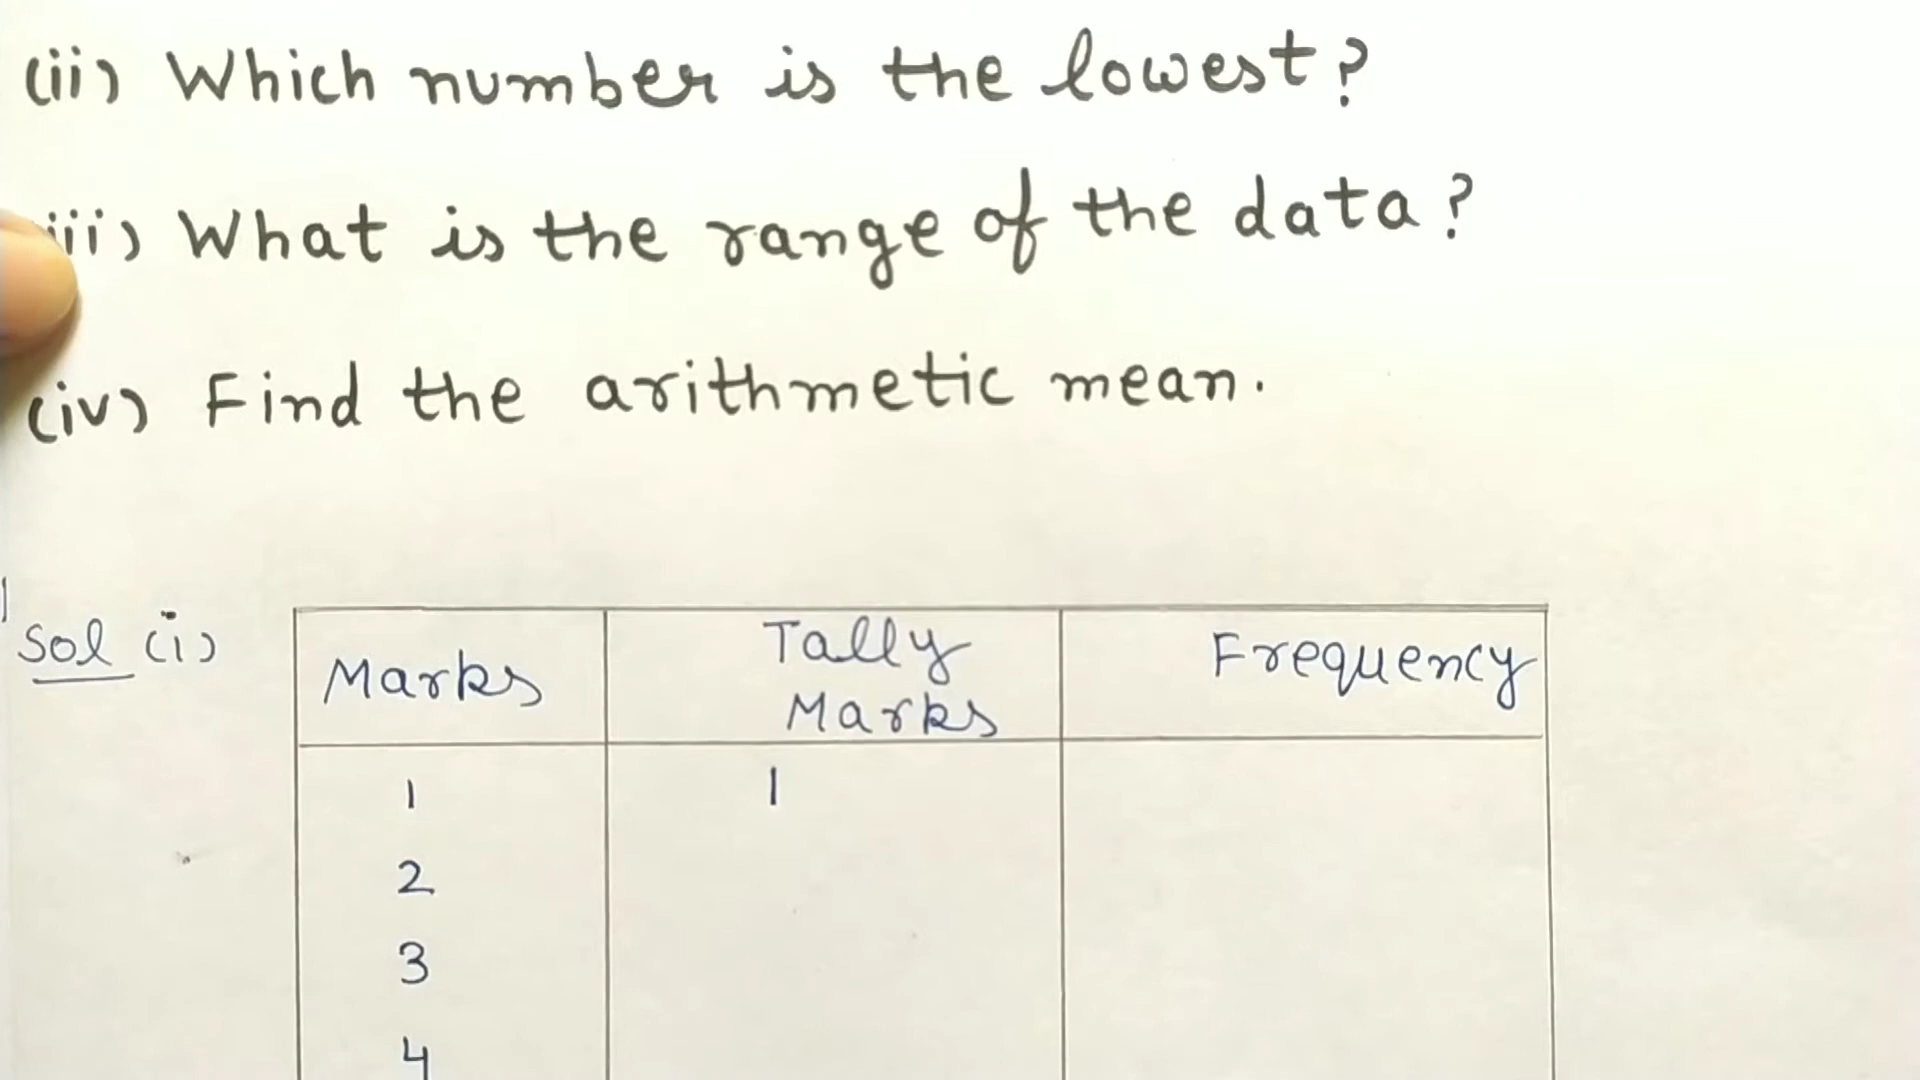 (ii) Which number is the lowest?
iii) What is the range of the data?
(iv) Find the arithmetic mean.
Sol (i)
Marks Tally Marks Frequency
1 |
2
3
4